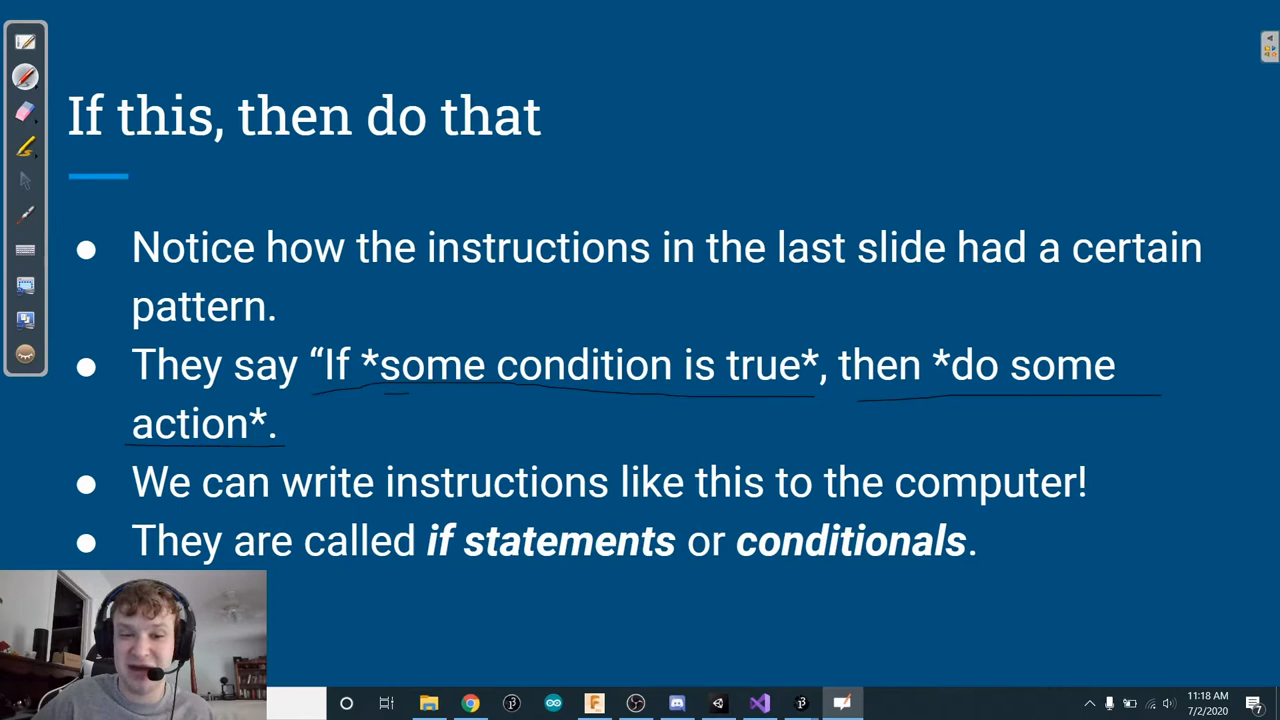 If this, then do that
● Notice how the instructions in the last slide had a certain
pattern.
● They say “If *some condition is true*, then *do some
action*.
● We can write instructions like this to the computer!
● They are called if statements or conditionals.
11:18 AM
7/2/2020
7